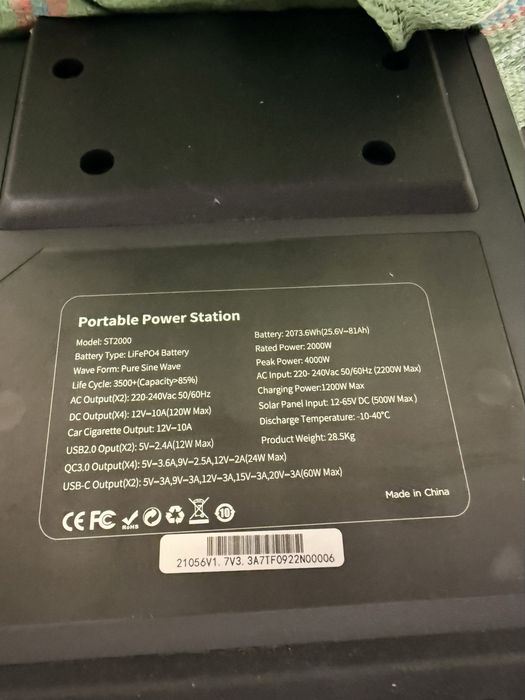 Portable Power Station
Model: ST2000
Battery Type: LiFePO4 Battery
Wave Form: Pure Sine Wave
Life Cycle: 3500+(Capacity>85%)
AC Output(X2): 220-240Vac 50/60Hz
DC Output(X4): 12V⎓10A(120W Max)
Car Cigarette Output: 12V⎓10A
USB2.0 Oput(X2): 5V⎓2.4A(12W Max)
QC3.0 Output(X4): 5V⎓3.6A,9V⎓2.5A,12V⎓2A(24W Max)
USB-C Output(X2): 5V⎓3A,9V⎓3A,12V⎓3A,15V⎓3A,20V⎓3A(60W Max)
Battery: 2073.6Wh(25.6V⎓81Ah)
Rated Power: 2000W
Peak Power: 4000W
AC Input: 220- 240Vac 50/60Hz (2200W Max)
Charging Power:1200W Max
Solar Panel Input: 12-65V DC (500W Max )
Discharge Temperature: -10-40°C
Product Weight: 28.5Kg
Made in China
CE FC RoHS 10
21056V1. 7V3. 3A7TF0922N00006